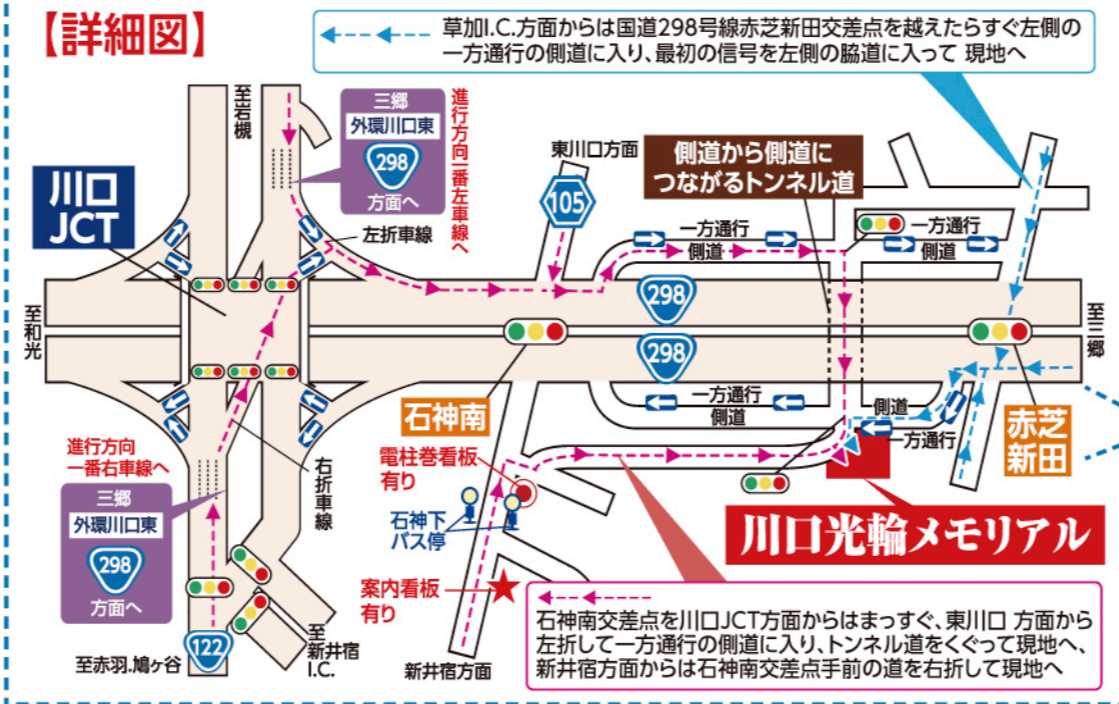 【詳細図】
草加I.C.方面からは国道298号線赤芝新田交差点を越えたらすぐ左側の
一方通行の側道に入り、最初の信号を左側の脇道に入って 現地へ
至岩槻
三郷
外環川口東
298
方面へ
進行方向一番左車線へ
東川口方面
105
側道から側道に
つながるトンネル道
川口
JCT
左折車線
一方通行
側道
一方通行
側道
至和光
298
298
至三郷
石神南
一方通行
側道
側道
一方通行
赤芝
新田
進行方向
一番右車線へ
三郷
外環川口東
298
方面へ
右折車線
電柱巻看板
有り
石神下
バス停
川口光輪メモリアル
案内看板
有り
122
至赤羽.鳩ヶ谷
至
新井宿
I.C.
新井宿方面
石神南交差点を川口JCT方面からはまっすぐ、東川口 方面から
左折して一方通行の側道に入り、トンネル道をくぐって現地へ、
新井宿方面からは石神南交差点手前の道を右折して現地へ